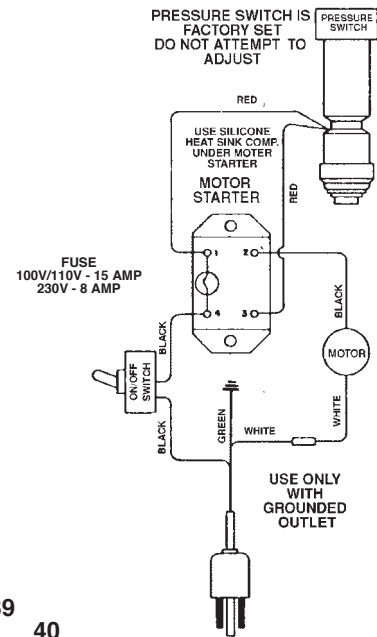 PRESSURE SWITCH IS
FACTORY SET
DO NOT ATTEMPT TO
ADJUST
PRESSURE
SWITCH
RED
USE SILICONE
HEAT SINK COMP.
UNDER MOTER
STARTER
MOTOR
STARTER
RED
1
2
4
3
FUSE
100V/110V - 15 AMP
230V - 8 AMP
BLACK
BLACK
MOTOR
ON/OFF
SWITCH
BLACK
GREEN
WHITE
WHITE
USE ONLY
WITH
GROUNDED
OUTLET
9
40